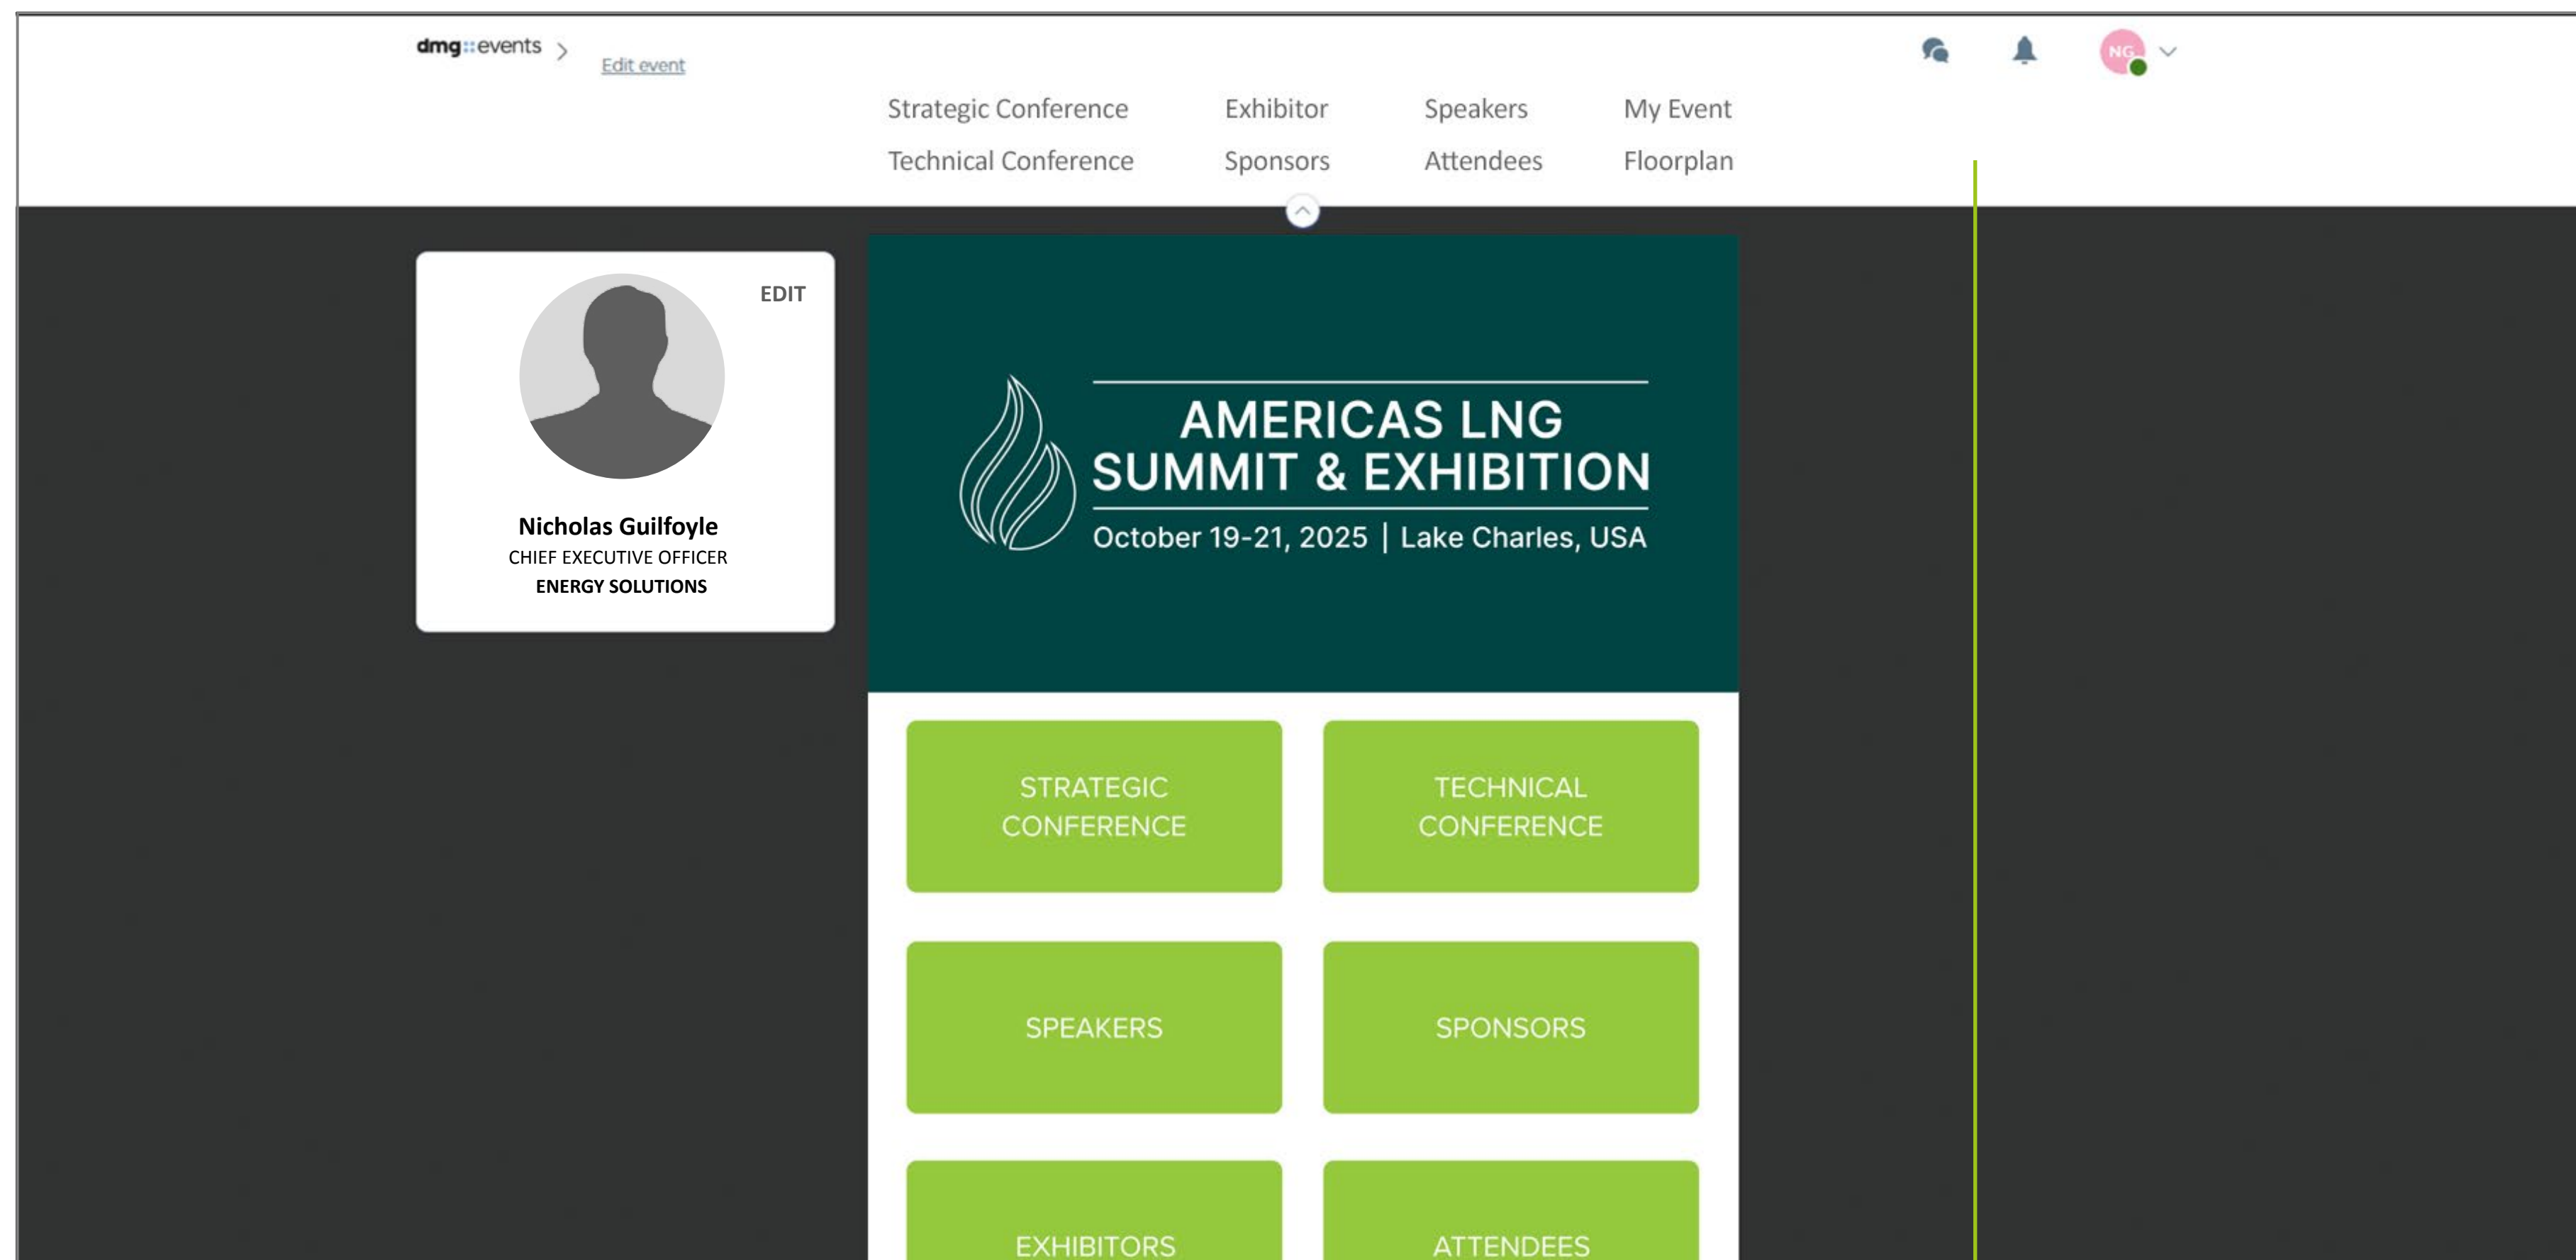 dmg::events
Edit event
NG
Strategic Conference
Exhibitor
Speakers
My Event
Technical Conference
Sponsors
Attendees
Floorplan
EDIT
Nicholas Guilfoyle
CHIEF EXECUTIVE OFFICER
ENERGY SOLUTIONS
AMERICAS LNG
SUMMIT & EXHIBITION
October 19-21, 2025 | Lake Charles, USA
STRATEGIC
CONFERENCE
TECHNICAL
CONFERENCE
SPEAKERS
SPONSORS
EXHIBITORS
ATTENDEES